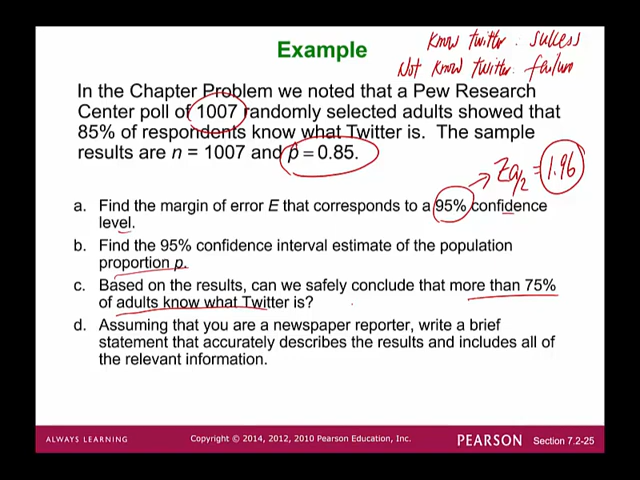 Know twitter : success
Not know twitter : failure
Example
In the Chapter Problem we noted that a Pew Research
Center poll of 1007 randomly selected adults showed that
85% of respondents know what Twitter is.  The sample
results are n = 1007 and p̂ = 0.85.
Zα/2 = 1.96
a. Find the margin of error E that corresponds to a 95% confidence
level.
b. Find the 95% confidence interval estimate of the population
proportion p.
c. Based on the results, can we safely conclude that more than 75%
of adults know what Twitter is?
d. Assuming that you are a newspaper reporter, write a brief
statement that accurately describes the results and includes all of
the relevant information.
ALWAYS LEARNING
Copyright © 2014, 2012, 2010 Pearson Education, Inc.
PEARSON
Section 7.2-25